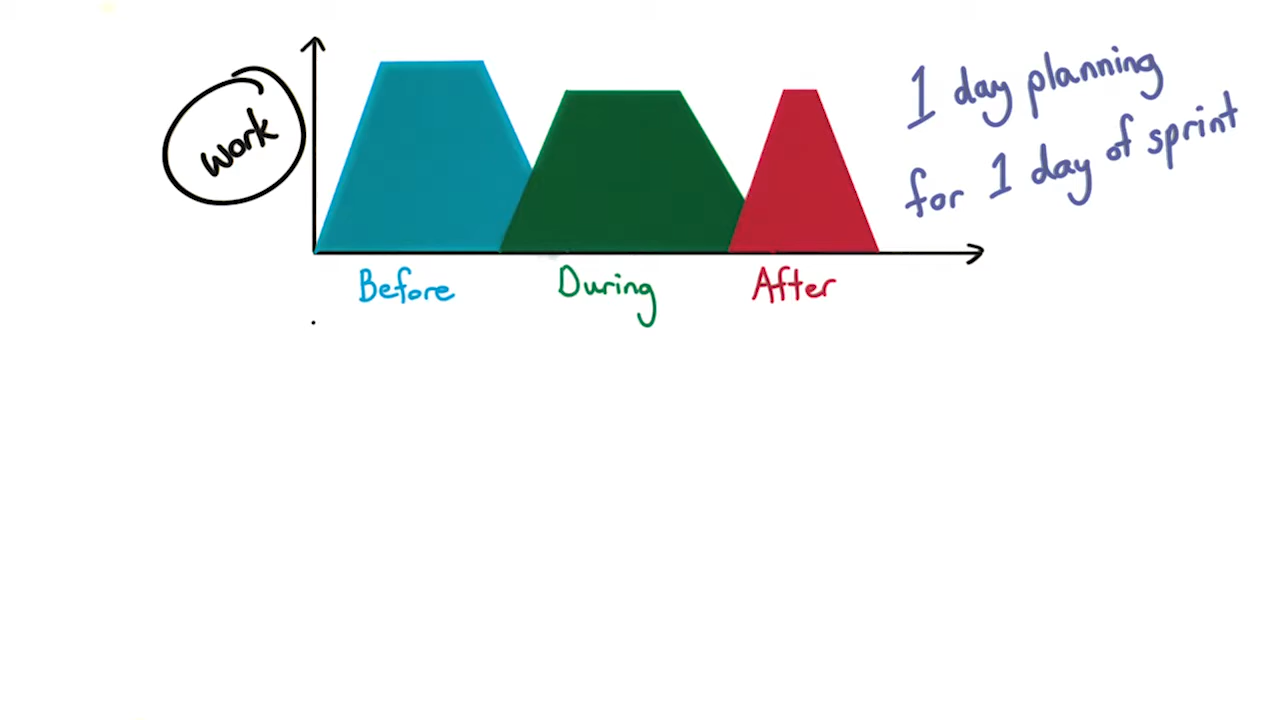 work
1 day planning
for 1 day of sprint
Before
During
After